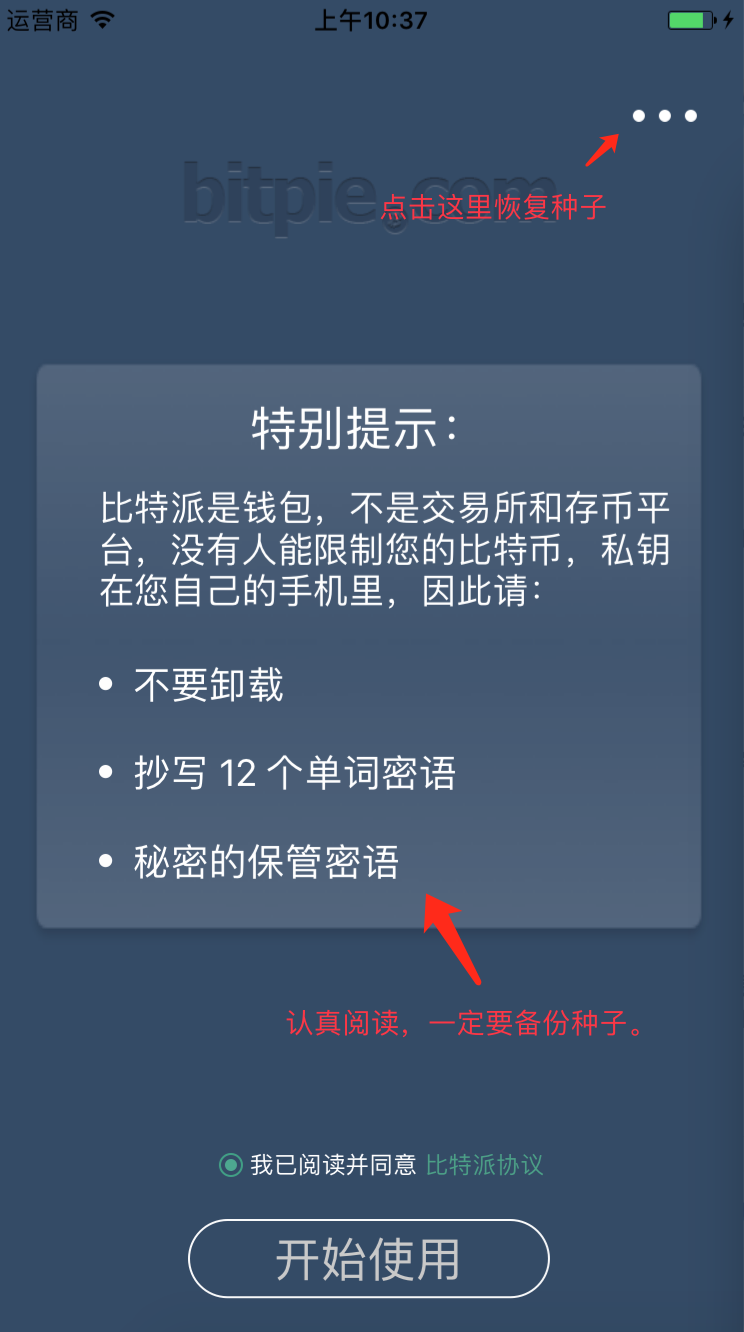 运营商 上午10:37
bitpie.com
点击这里恢复种子
特别提示：
比特派是钱包，不是交易所和存币平
台，没有人能限制您的比特币，私钥
在您自己的手机里，因此请：
• 不要卸载
• 抄写 12 个单词密语
• 秘密的保管密语
认真阅读，一定要备份种子。
我已阅读并同意 比特派协议
开始使用